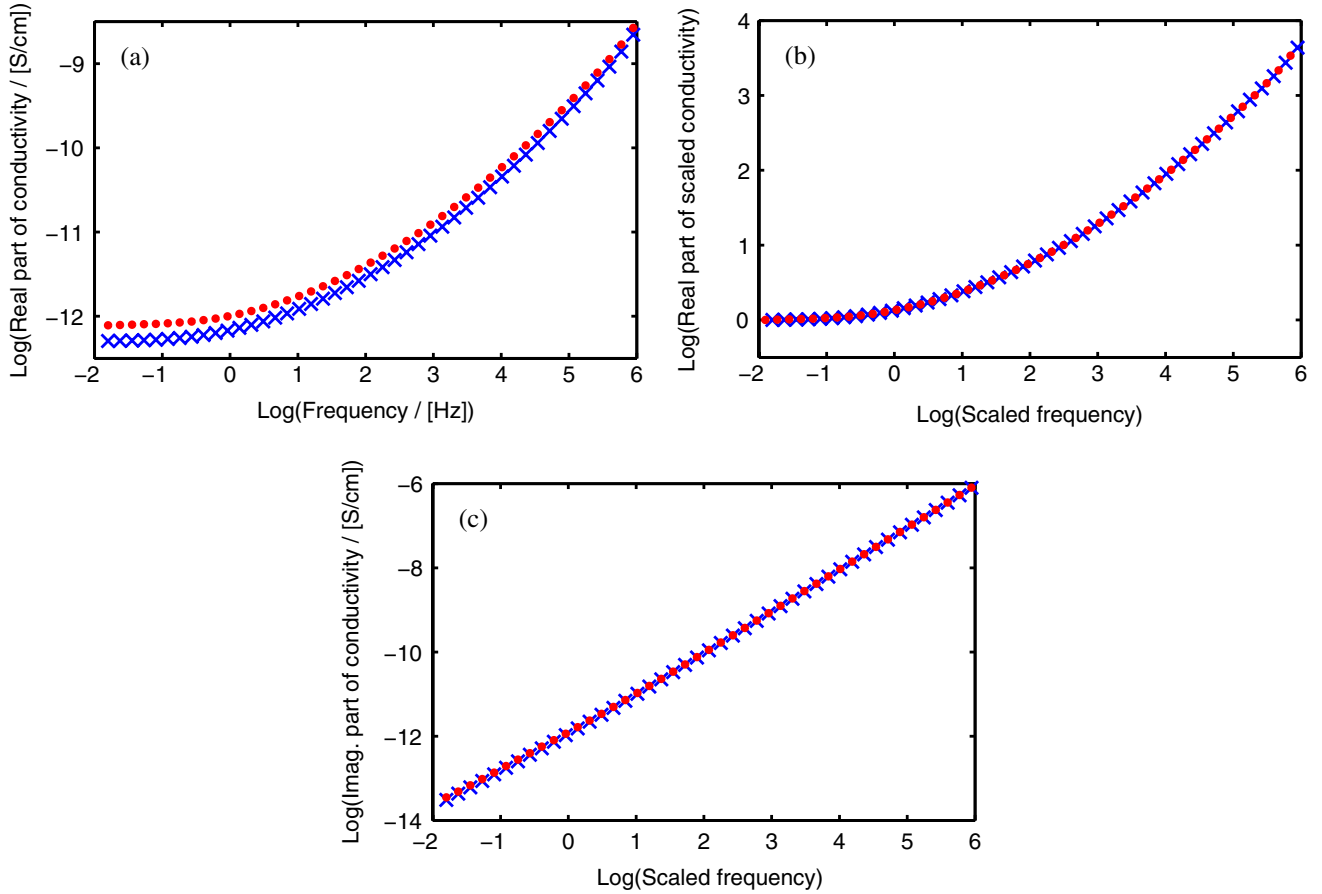 (a)
Log(Real part of conductivity / [S/cm])
−9
−10
−11
−12
−2 −1 0 1 2 3 4 5 6
Log(Frequency / [Hz])
(b)
Log(Real part of scaled conductivity)
4
3
2
1
0
−2 −1 0 1 2 3 4 5 6
Log(Scaled frequency)
(c)
Log(Imag. part of conductivity / [S/cm])
−6
−8
−10
−12
−14
−2 −1 0 1 2 3 4 5 6
Log(Scaled frequency)